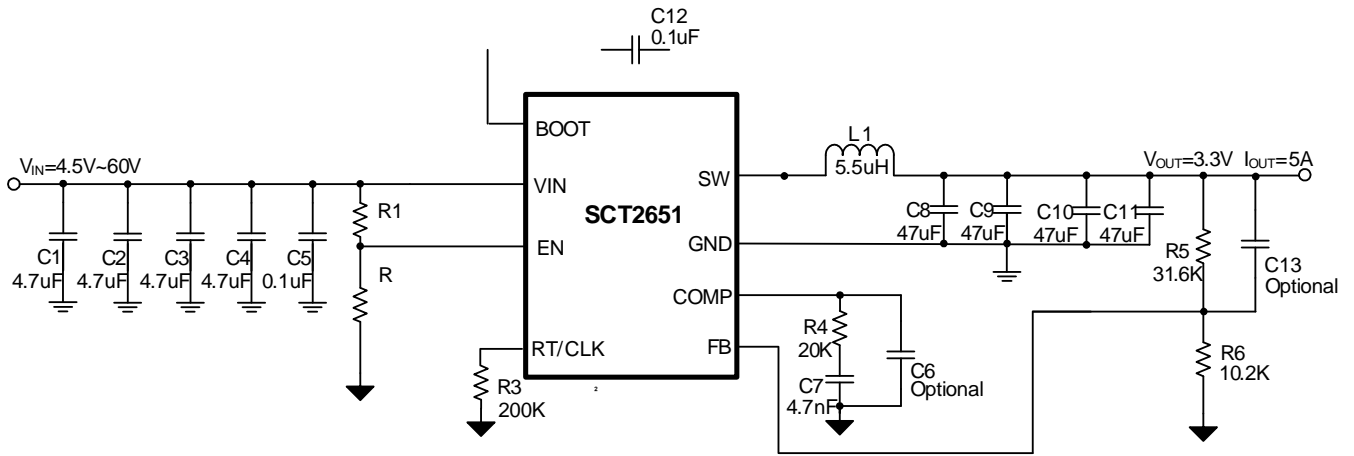 C12
0.1uF
BOOT
VIN=4.5V~60V
VIN
R1
EN
R
C1
4.7uF
C2
4.7uF
C3
4.7uF
C4
4.7uF
C5
0.1uF
RT/CLK
R3
200K
SCT2651
2
SW
GND
COMP
FB
L1
5.5uH
VOUT=3.3V IOUT=5A
C8
47uF
C9
47uF
C10
47uF
C11
47uF
R5
31.6K
C13
Optional
R4
20K
C7
4.7nF
C6
Optional
R6
10.2K